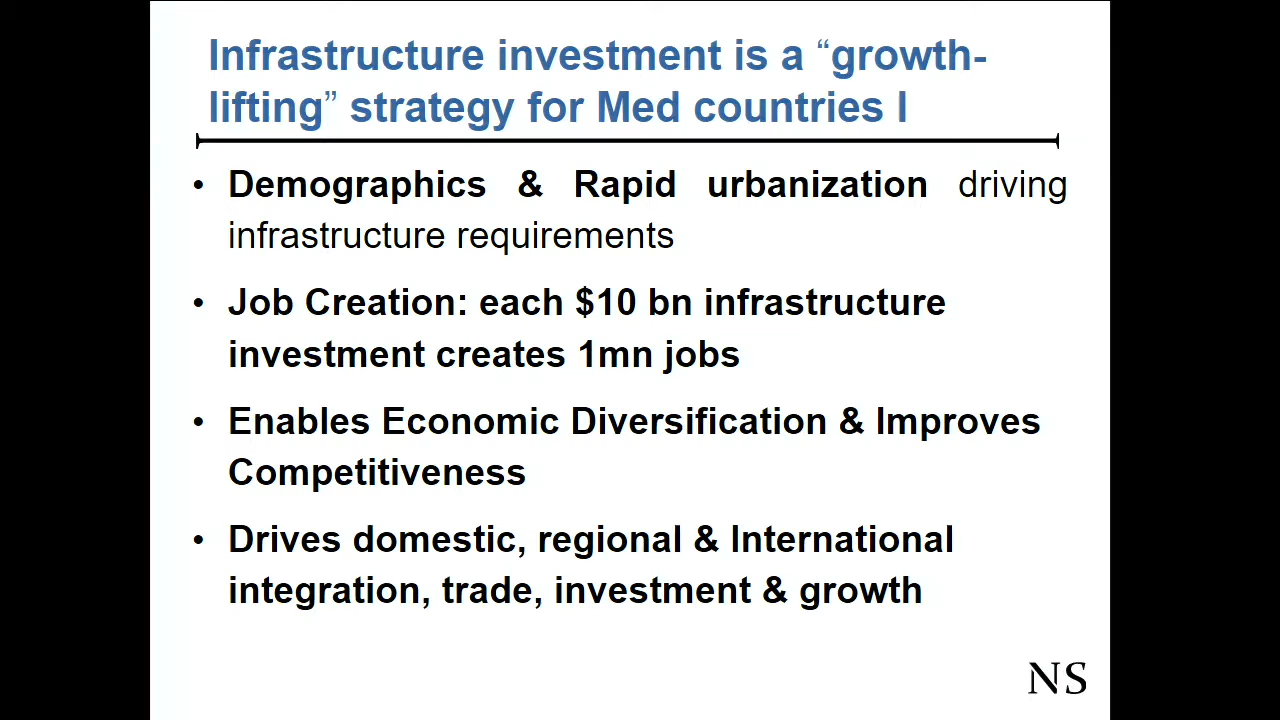 Infrastructure investment is a “growth-
lifting” strategy for Med countries I
• Demographics & Rapid urbanization driving
infrastructure requirements
• Job Creation: each $10 bn infrastructure
investment creates 1mn jobs
• Enables Economic Diversification & Improves
Competitiveness
• Drives domestic, regional & International
integration, trade, investment & growth
NS